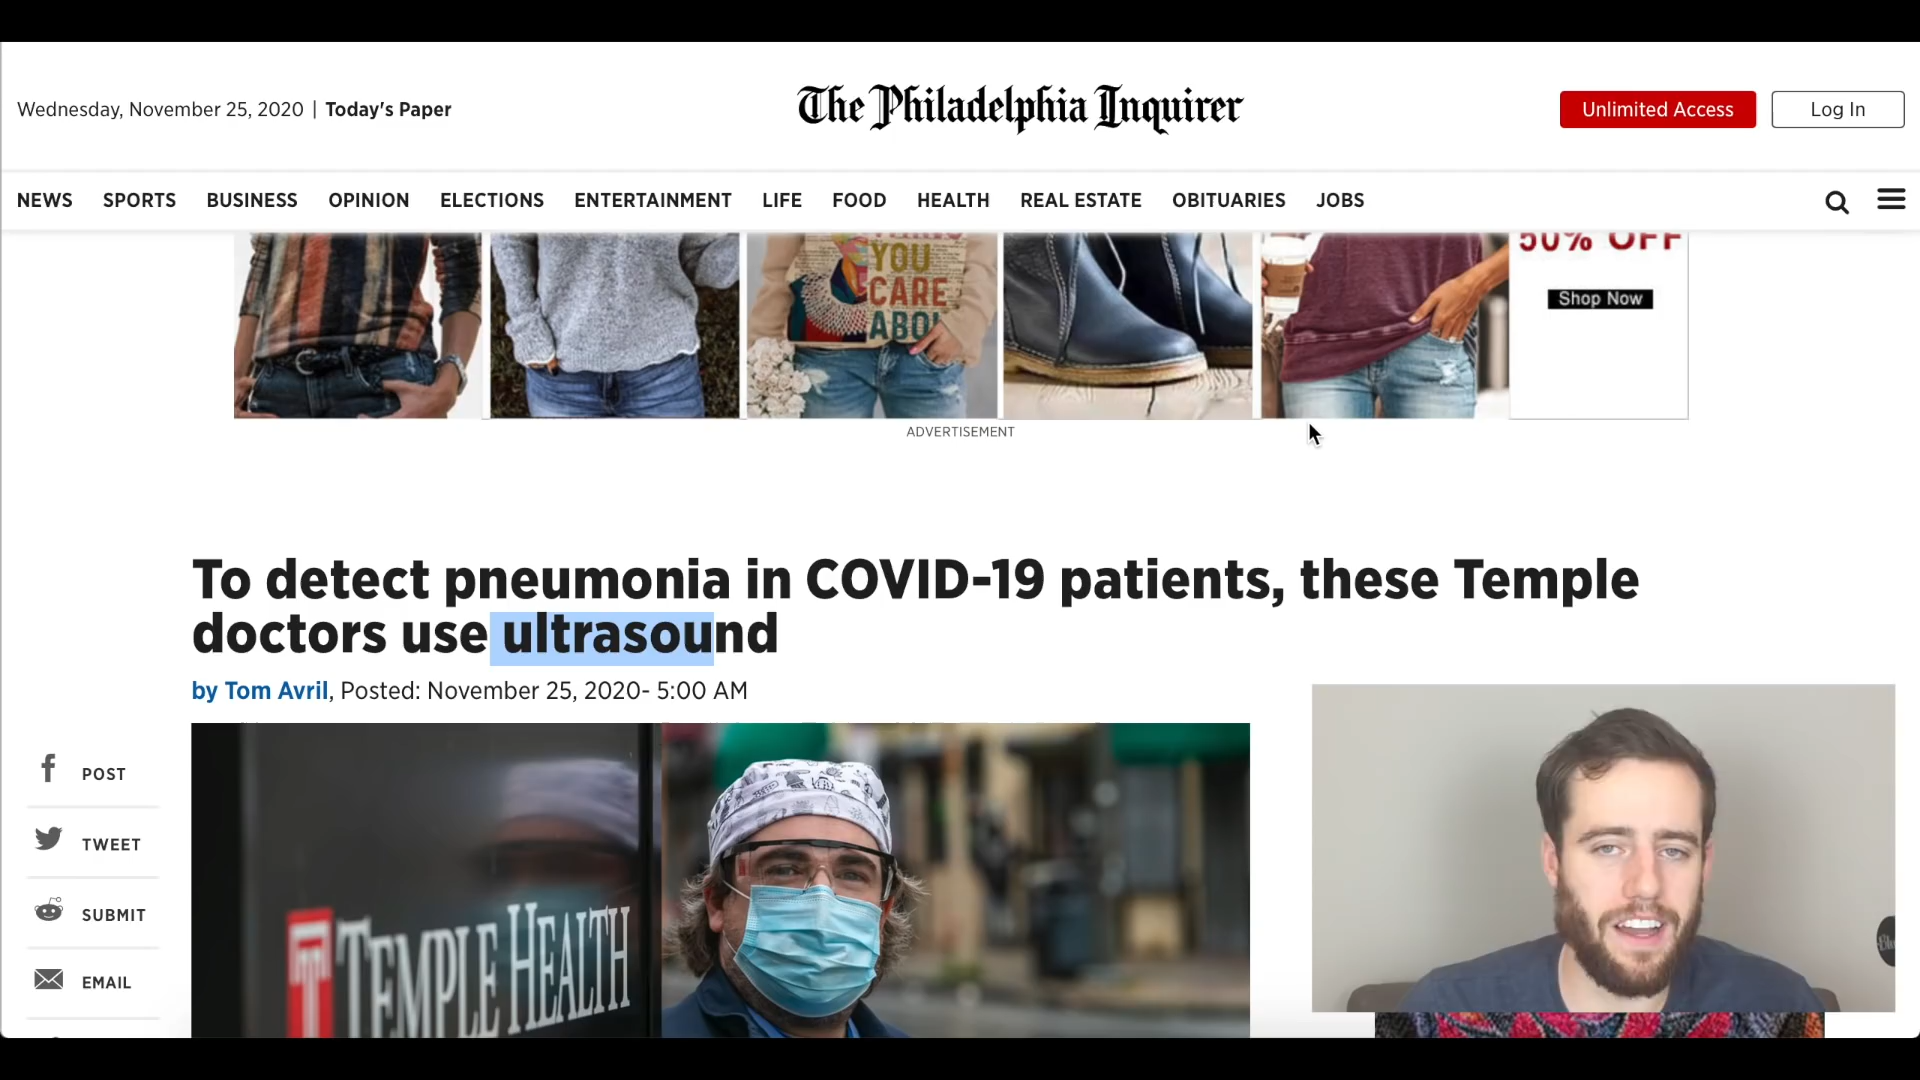 Wednesday, November 25, 2020 | Today's Paper
The Philadelphia Inquirer
Unlimited Access
Log In
NEWS SPORTS BUSINESS OPINION ELECTIONS ENTERTAINMENT LIFE FOOD HEALTH REAL ESTATE OBITUARIES JOBS
YOU
CARE
50% OFF
Shop Now
ADVERTISEMENT
To detect pneumonia in COVID-19 patients, these Temple
doctors use ultrasound
by Tom Avril, Posted: November 25, 2020- 5:00 AM
POST
TWEET
SUBMIT
EMAIL
TEMPLE HEALTH